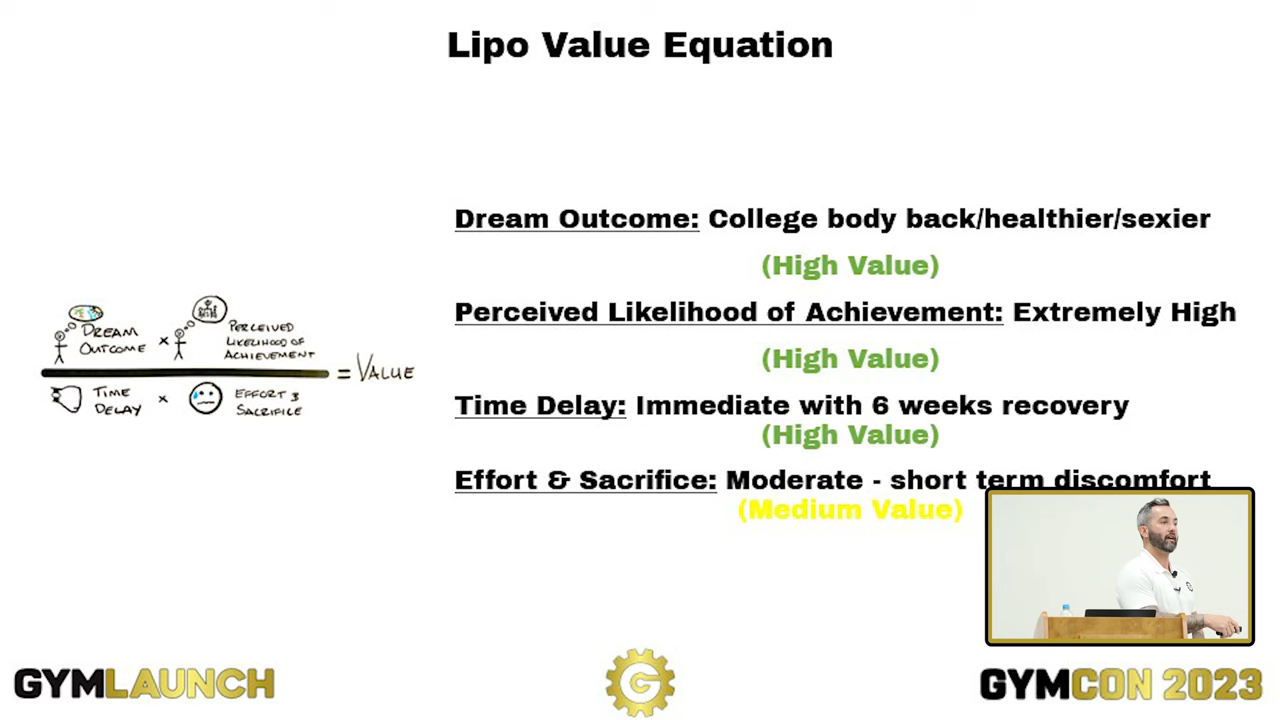 Lipo Value Equation
Dream Outcome: College body back/healthier/sexier
(High Value)
Perceived Likelihood of Achievement: Extremely High
(High Value)
Time Delay: Immediate with 6 weeks recovery
(High Value)
Effort & Sacrifice: Moderate - short term discomfort
(Medium Value)
DREAM
OUTCOME
x
PERCEIVED
LIKELIHOOD OF
ACHIEVEMENT
= VALUE
TIME
DELAY
x
EFFORT &
SACRIFICE
GYMLAUNCH
G
GYMCON 2023